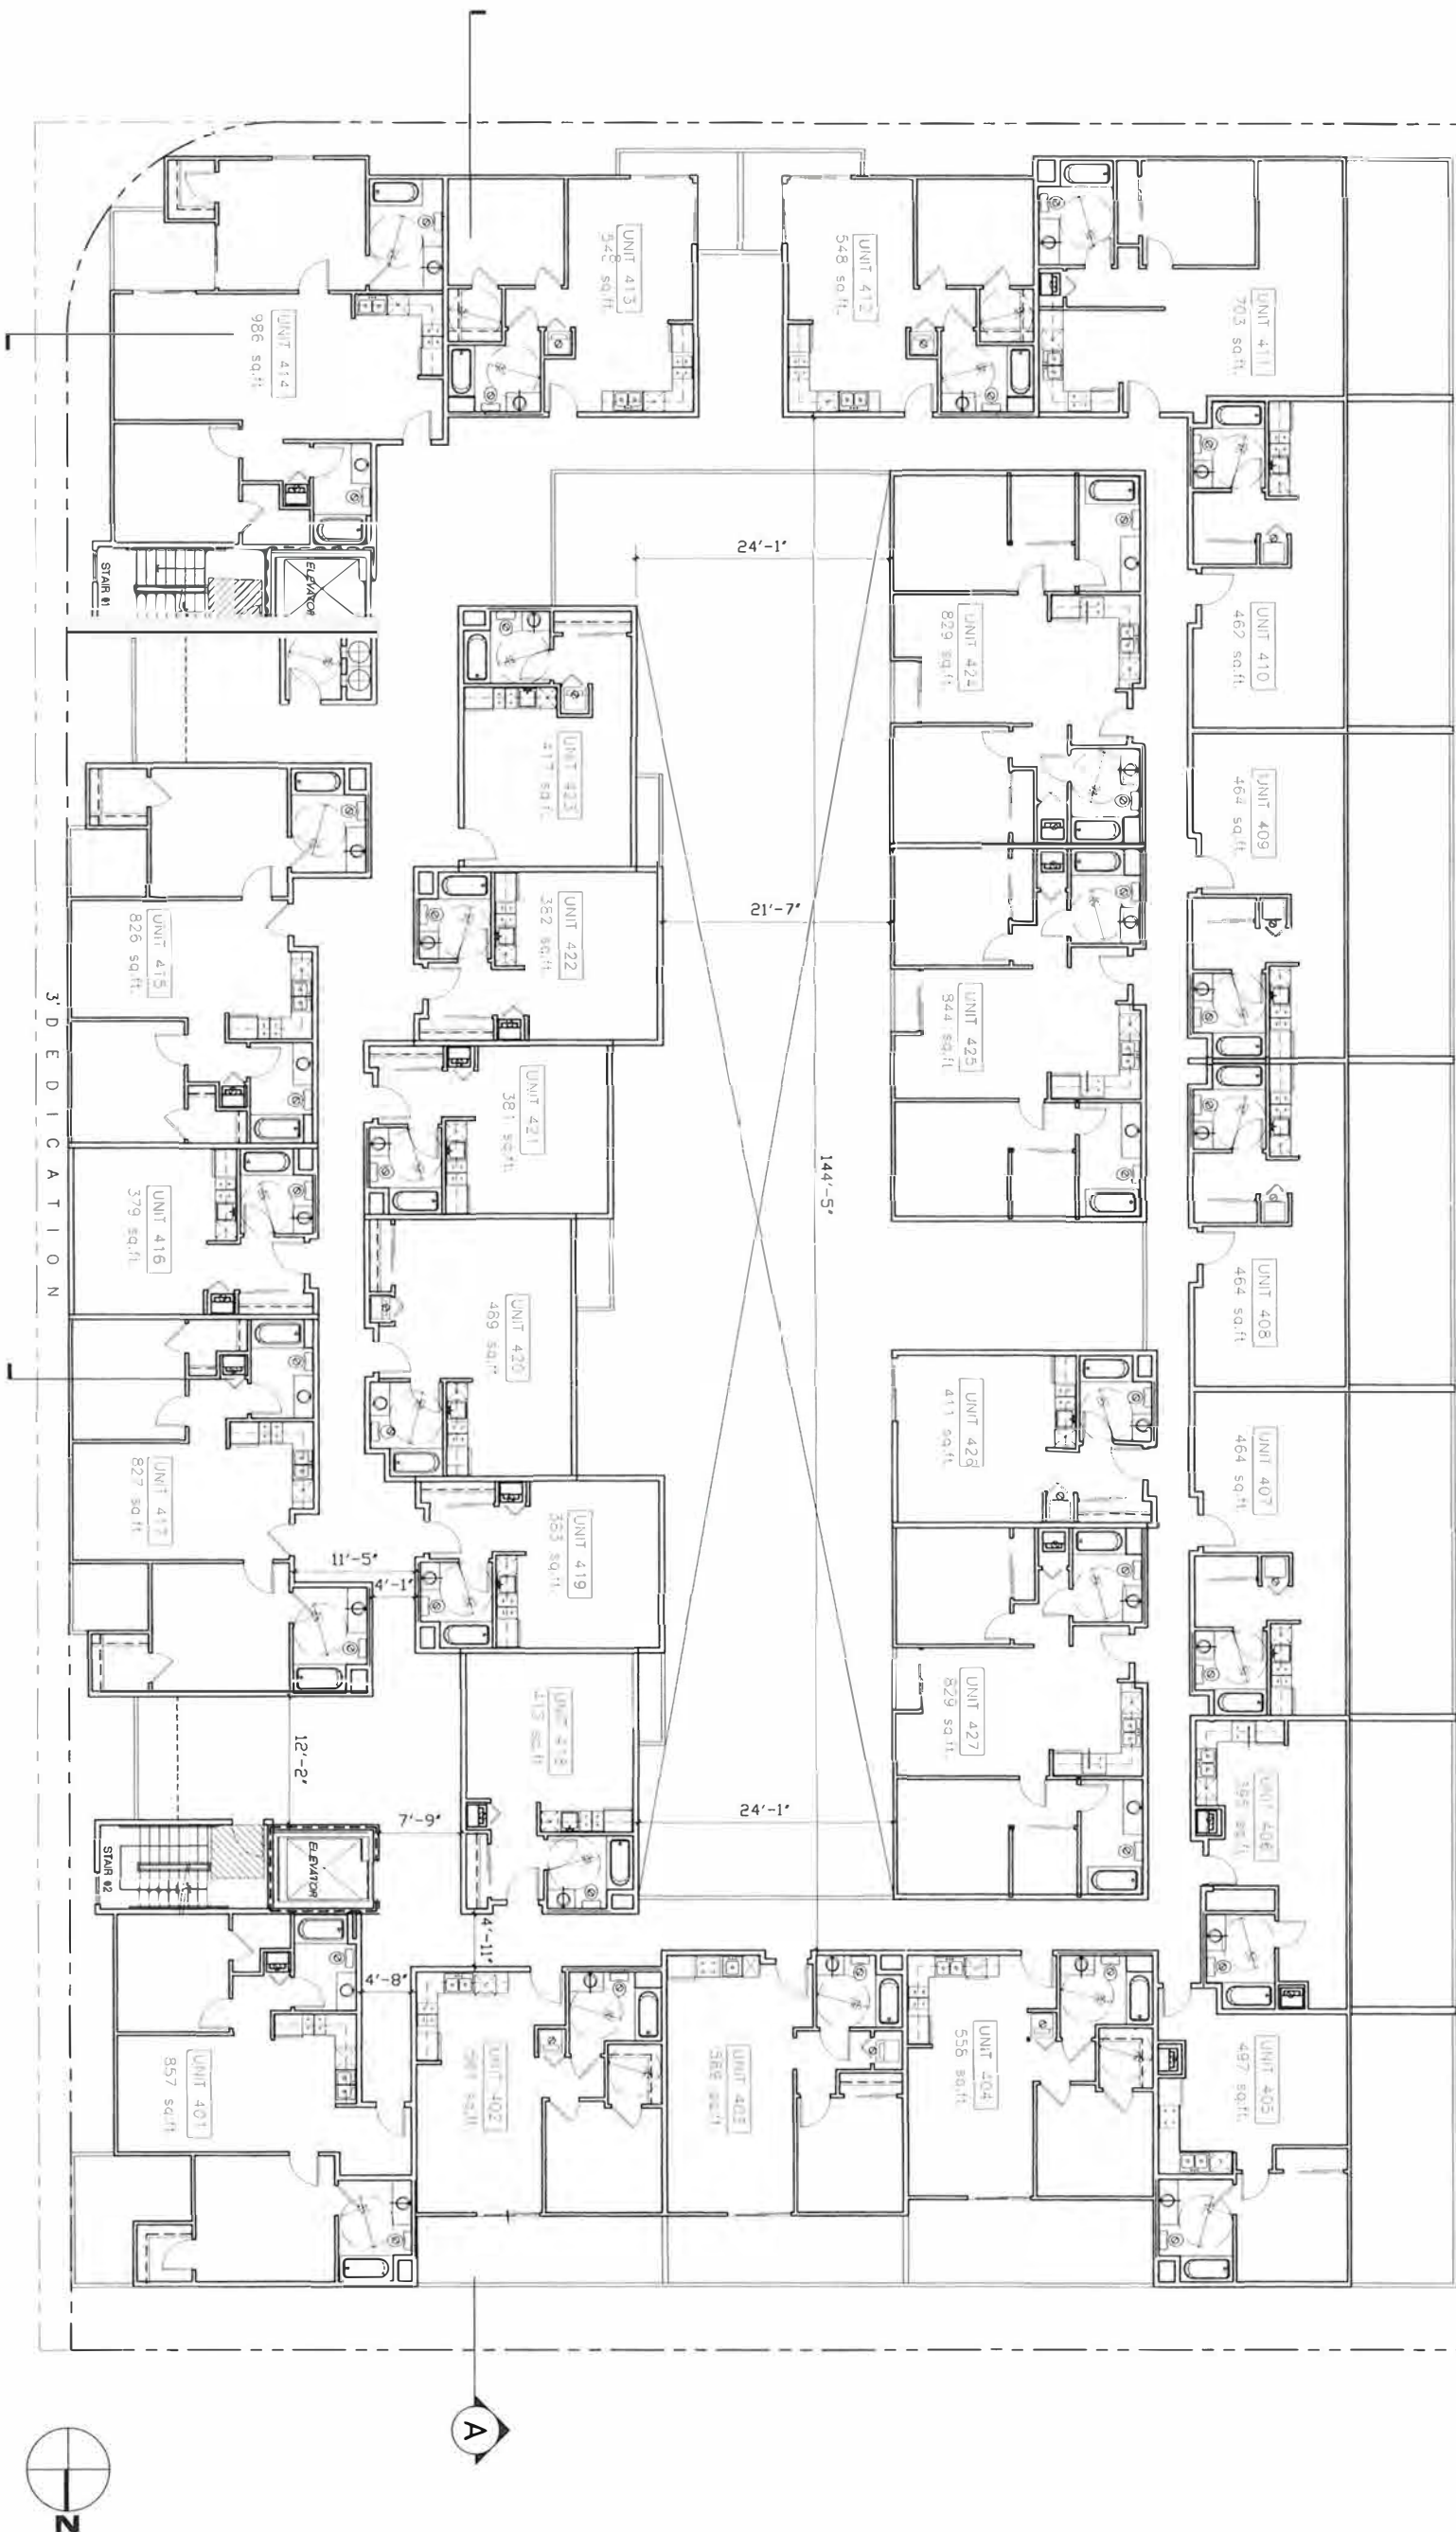 UNIT 414
986 sq.ft.
UNIT 413
UNIT 412
548 sq.ft.
UNIT 411
703 sq.ft.
STAIR #1
ELEVATOR
24'-1"
UNIT 424
829 sq.ft.
UNIT 410
462 sq.ft.
UNIT 423
417 sq.ft.
UNIT 409
464 sq.ft.
UNIT 415
826 sq.ft.
UNIT 422
382 sq.ft.
21'-7"
UNIT 425
844 sq.ft.
3' DEDICATION
UNIT 421
381 sq.ft.
144'-5"
UNIT 416
379 sq.ft.
UNIT 420
489 sq.ft.
UNIT 408
464 sq.ft.
UNIT 426
411 sq.ft.
UNIT 407
464 sq.ft.
UNIT 417
827 sq.ft.
11'-5"
4'-1"
UNIT 419
383 sq.ft.
UNIT 427
829 sq.ft.
12'-2"
UNIT 418
7'-9"
24'-1"
UNIT 406
STAIR #2
ELEVATOR
4'-11"
4'-8"
UNIT 401
857 sq.ft.
UNIT 402
UNIT 403
UNIT 404
558 sq.ft.
UNIT 405
497 sq.ft.
A
N